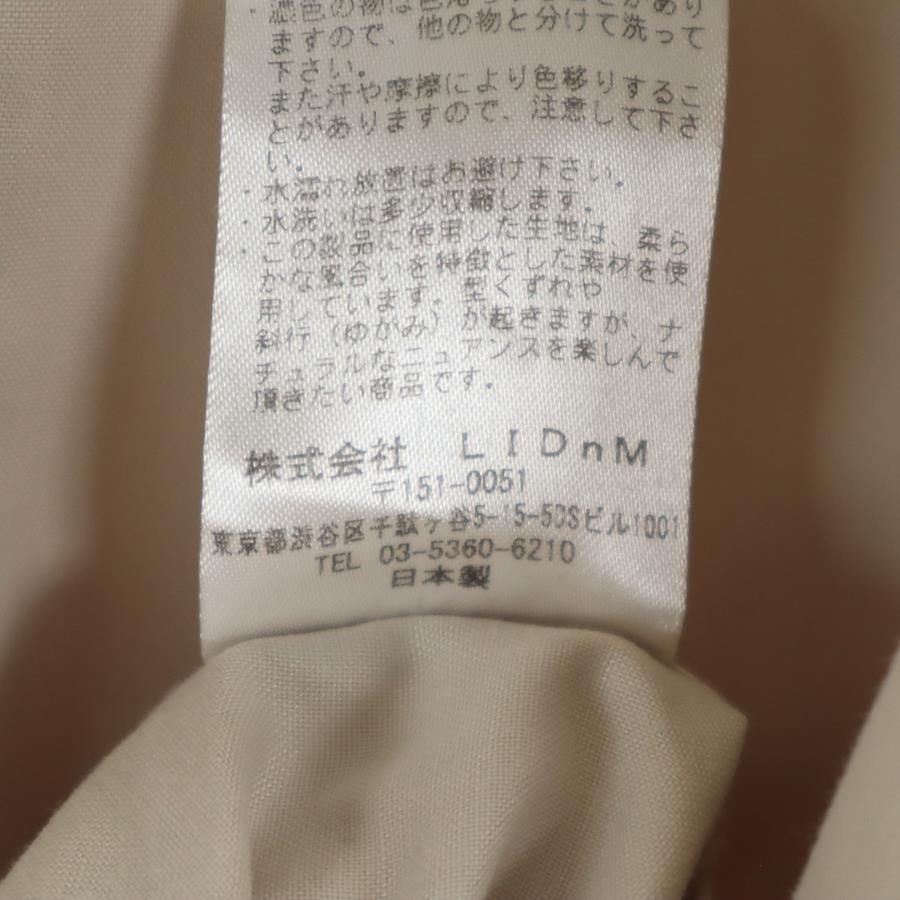 ますので、他の物と分けて洗って
下さい。
また汗や摩擦により色移りするこ
とがありますので、注意して下さ
い。
・水濡れ放置はお避け下さい。
・水洗いは多少収縮します。
・この製品に使用した生地は、柔ら
かな風合いを特徴とした素材を使
用しています。型くずれや
斜行（ゆがみ）が起きますが、ナ
チュラルなニュアンスを楽しんで
頂きたい商品です。
株式会社 LIDnM
〒151-0051
東京都渋谷区千駄ヶ谷5-15-5DSビル1001
TEL 03-5360-6210
日本製